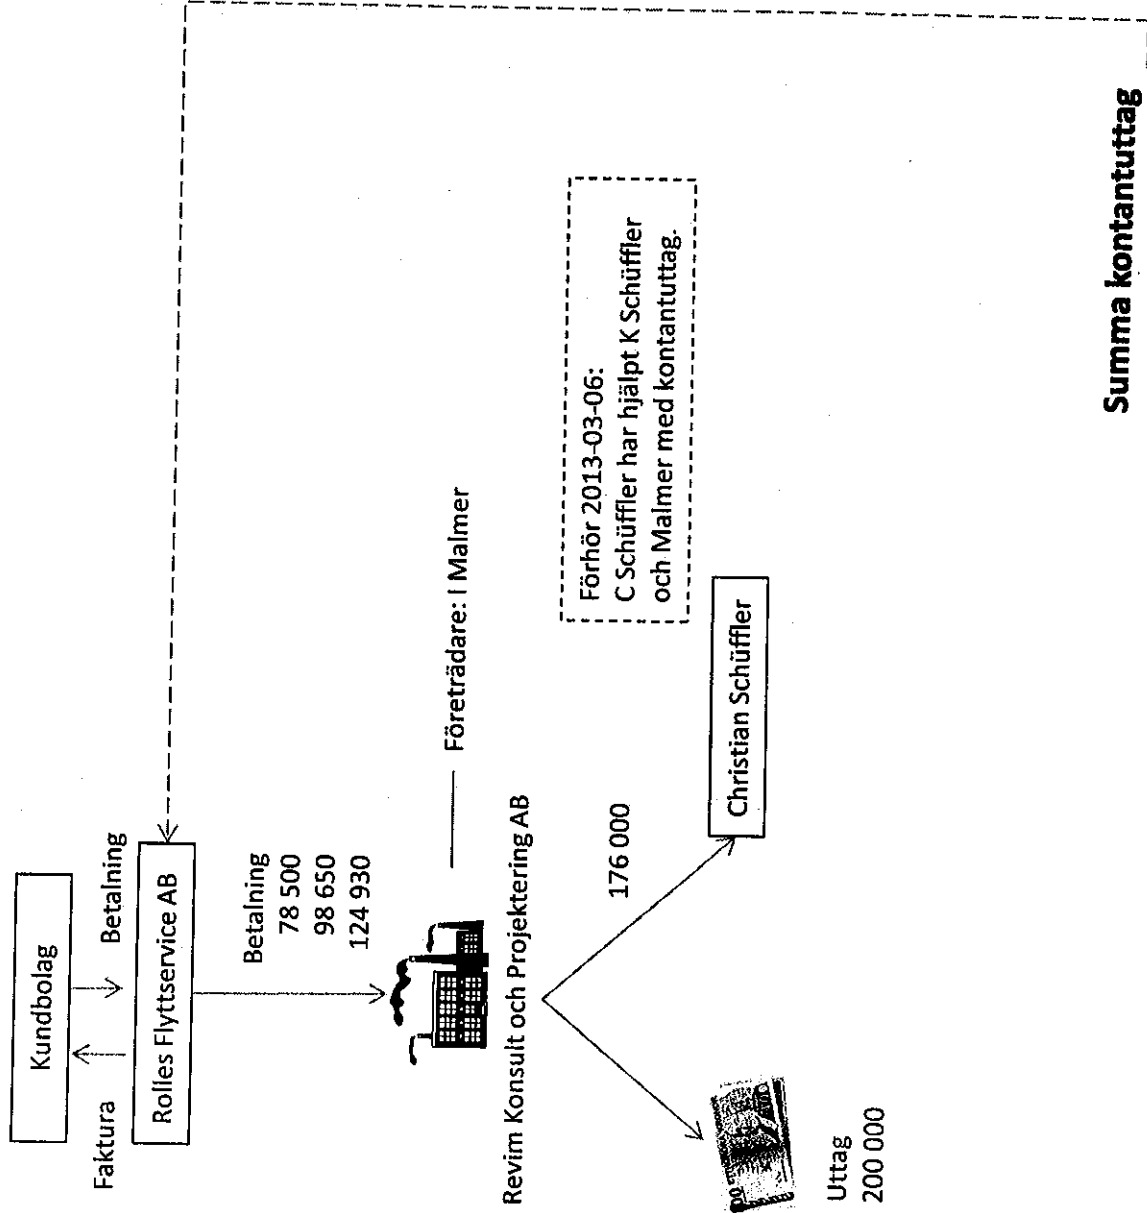 Kundbolag
Faktura
Betalning
Rolles Flyttservice AB
Betalning
78 500
98 650
124 930
Företrädare: I Malmer
Revim Konsult och Projektering AB
176 000
Förhör 2013-03-06:
C Schüffler har hjälpt K Schüffler
och Malmer med kontantuttag.
Christian Schüffler
Uttag
200 000
Summa kontantuttag